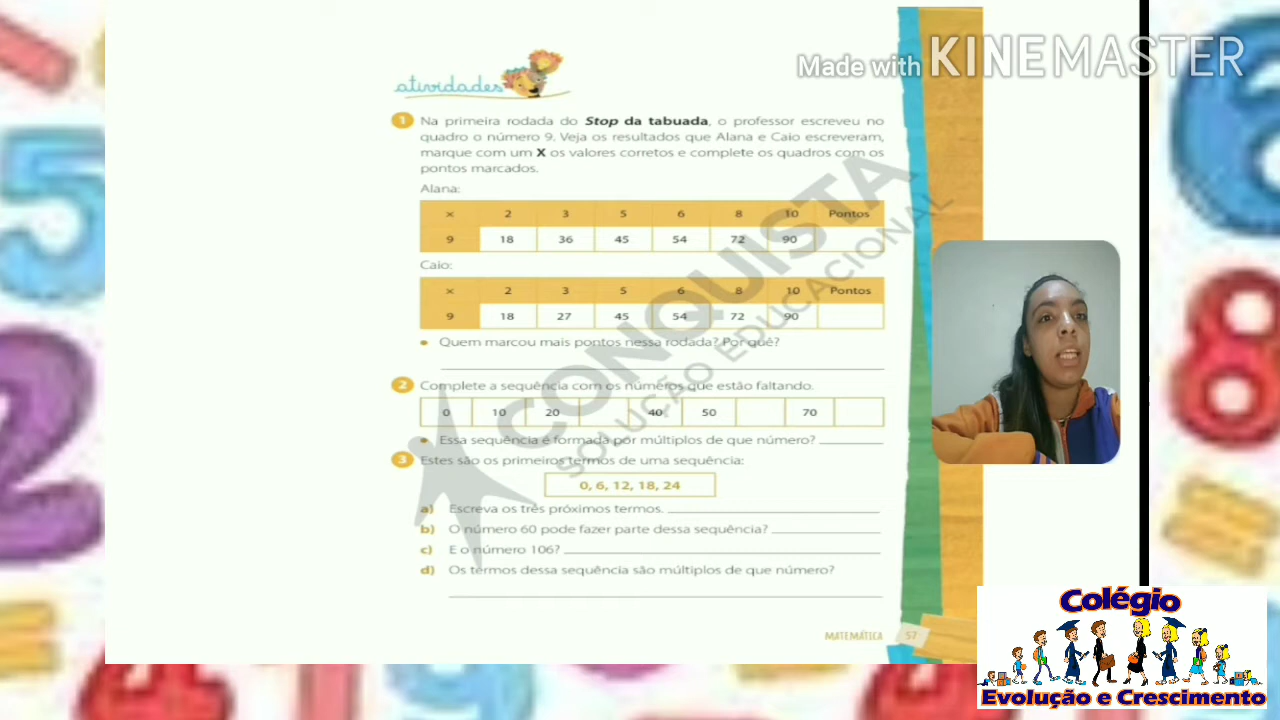 Made with KINEMASTER
atividades
1 Na primeira rodada do Stop da tabuada, o professor escreveu no
quadro o número 9. Veja os resultados que Alana e Caio escreveram,
marque com um X os valores corretos e complete os quadros com os
pontos marcados.
Alana:
× 2 3 5 6 8 10 Pontos
9 18 36 45 54 72 90
Caio:
× 2 3 5 6 8 10 Pontos
9 18 27 45 54 72 90
• Quem marcou mais pontos nessa rodada? Por quê?
2 Complete a sequência com os números que estão faltando.
0 10 20 40 50 70
• Essa sequência é formada por múltiplos de que número?
3 Estes são os primeiros termos de uma sequência:
0, 6, 12, 18, 24
a) Escreva os três próximos termos.
b) O número 60 pode fazer parte dessa sequência?
c) E o número 106?
d) Os termos dessa sequência são múltiplos de que número?
MATEMÁTICA 57
CONQUISTA
SOLUÇÃO EDUCACIONAL
Colégio
Evolução e Crescimento
5
2
6
8